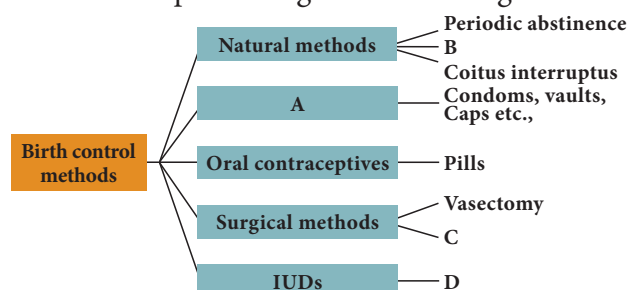 Natural methods
Periodic abstinence
B
Coitus interruptus
A
Condoms, vaults,
Caps etc.,
Birth control
methods
Oral contraceptives
Pills
Surgical methods
Vasectomy
C
IUDs
D